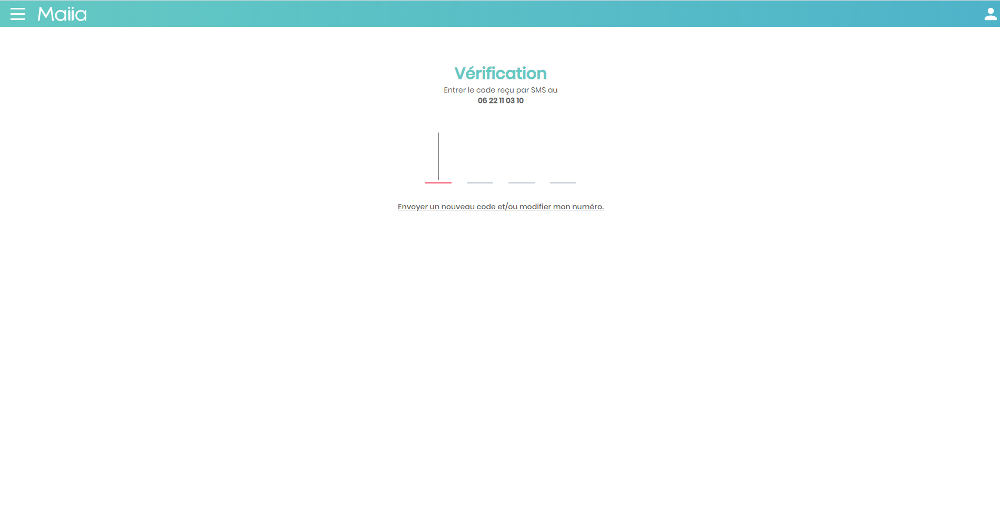 Maiia
Vérification
Entrer le code reçu par SMS au
06 22 11 03 10
Envoyer un nouveau code et/ou modifier mon numéro.